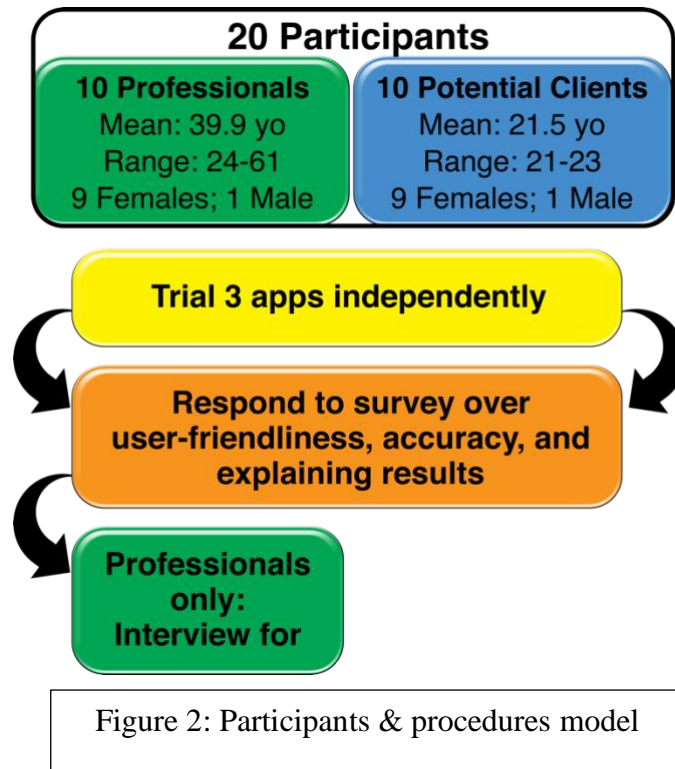 20 Participants
10 Professionals
Mean: 39.9 yo
Range: 24-61
9 Females; 1 Male
10 Potential Clients
Mean: 21.5 yo
Range: 21-23
9 Females; 1 Male
Trial 3 apps independently
Respond to survey over
user-friendliness, accuracy, and
explaining results
Professionals
only:
Interview for
Figure 2: Participants & procedures model